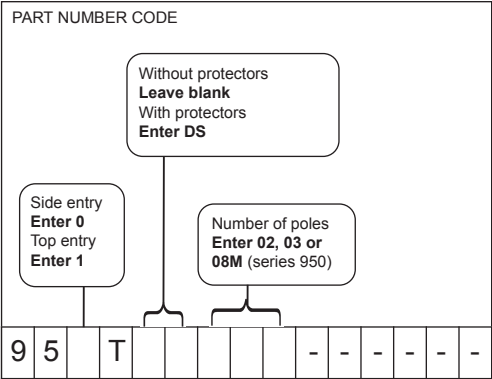 PART NUMBER CODE
Without protectors
Leave blank
With protectors
Enter DS
Side entry
Enter 0
Top entry
Enter 1
Number of poles
Enter 02, 03 or
08M (series 950)
9 5 T - - - - - -